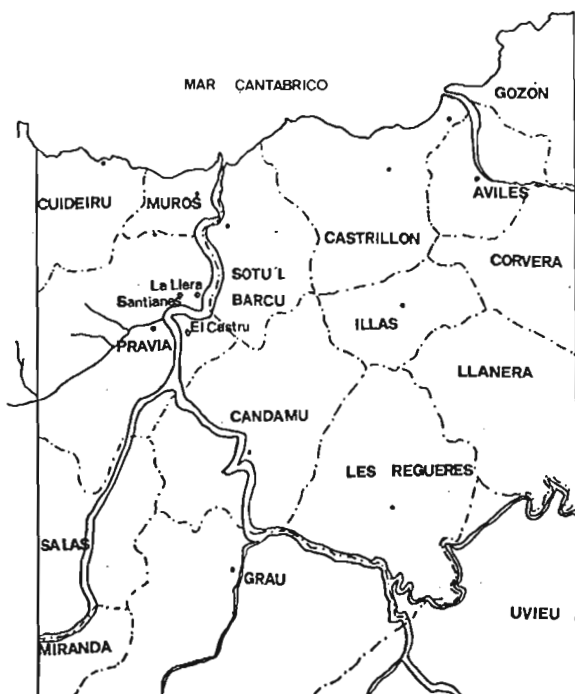 MAR CANTABRICO
GOZON
CUIDEIRU
MUROS
AVILES
CASTRILLON
CORVERA
SOTU'L
BARCU
La Llera
Santianes
El Castru
PRAVIA
ILLAS
LLANERA
CANDAMU
LES REGUERES
SALAS
GRAU
UVIEU
MIRANDA